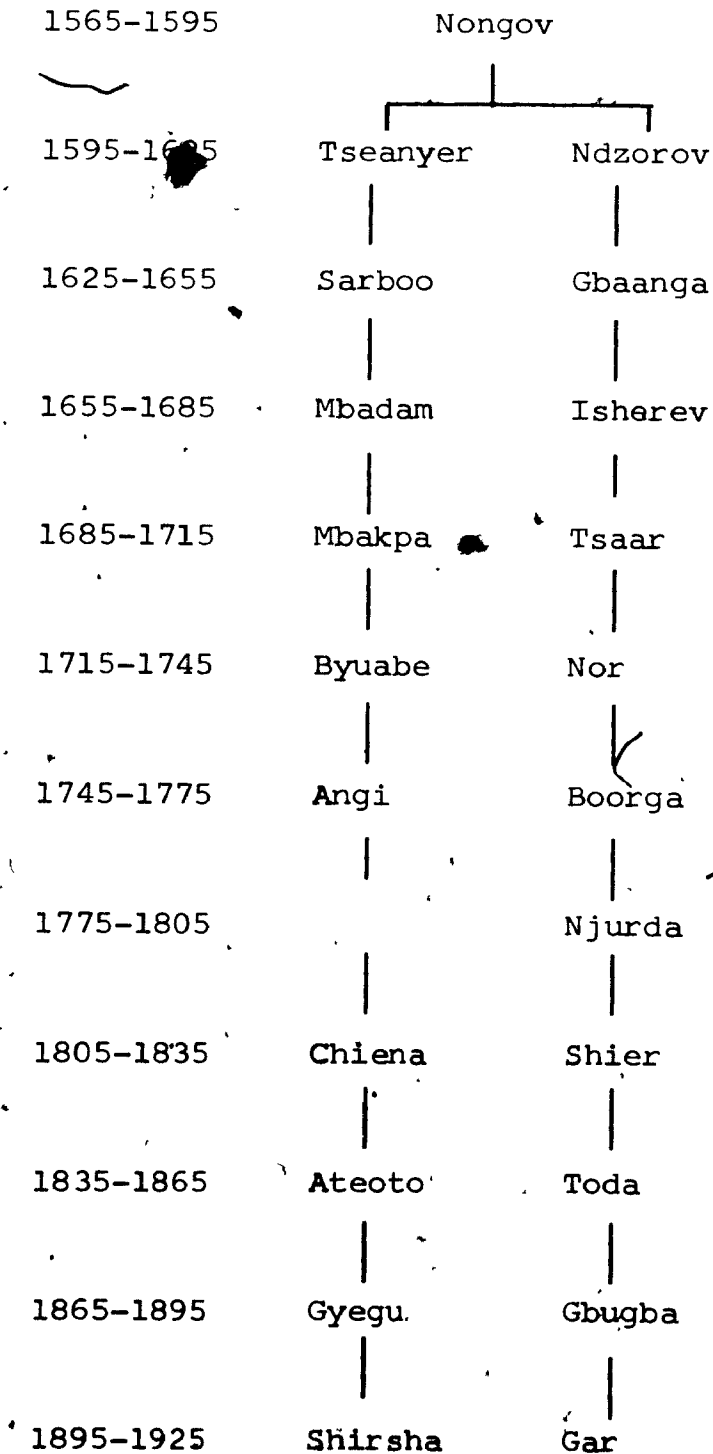 1565-1595 Nongov
1595-1625 Tseanyer Ndzorov
1625-1655 Sarboo Gbaanga
1655-1685 Mbadam Isherev
1685-1715 Mbakpa Tsaar
1715-1745 Byuabe Nor
1745-1775 Angi Boorga
1775-1805 Njurda
1805-1835 Chiena Shier
1835-1865 Ateoto Toda
1865-1895 Gyegu Gbugba
1895-1925 Shirsha Gar